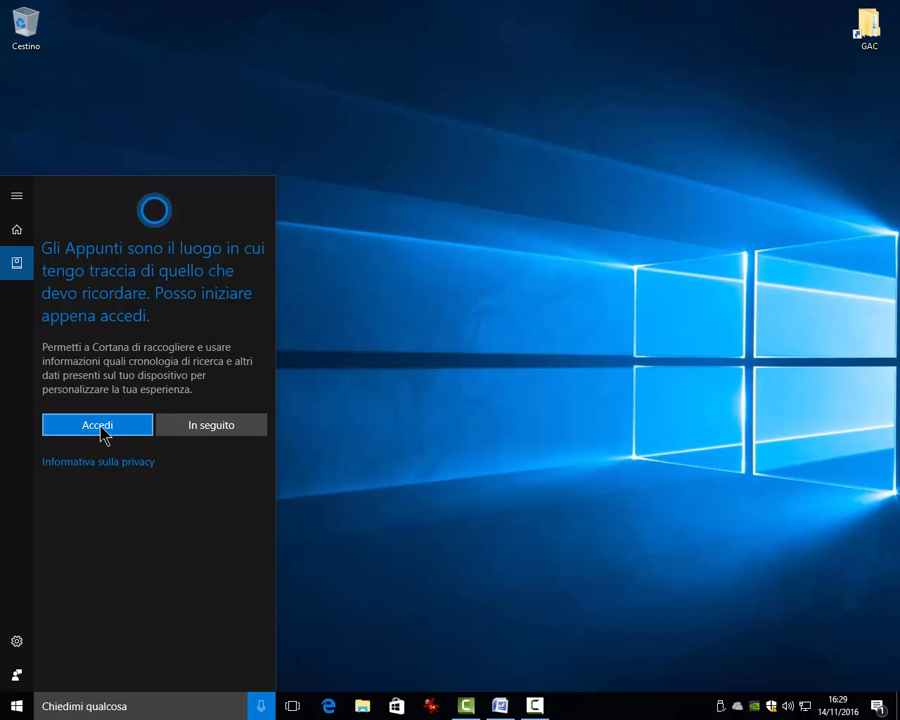 Cestino
GAC
Gli Appunti sono il luogo in cui
tengo traccia di quello che
devo ricordare. Posso iniziare
appena accedi.
Permetti a Cortana di raccogliere e usare
informazioni quali cronologia di ricerca e altri
dati presenti sul tuo dispositivo per
personalizzare la tua esperienza.
Accedi
In seguito
Informativa sulla privacy
Chiedimi qualcosa
16:29
14/11/2016
1